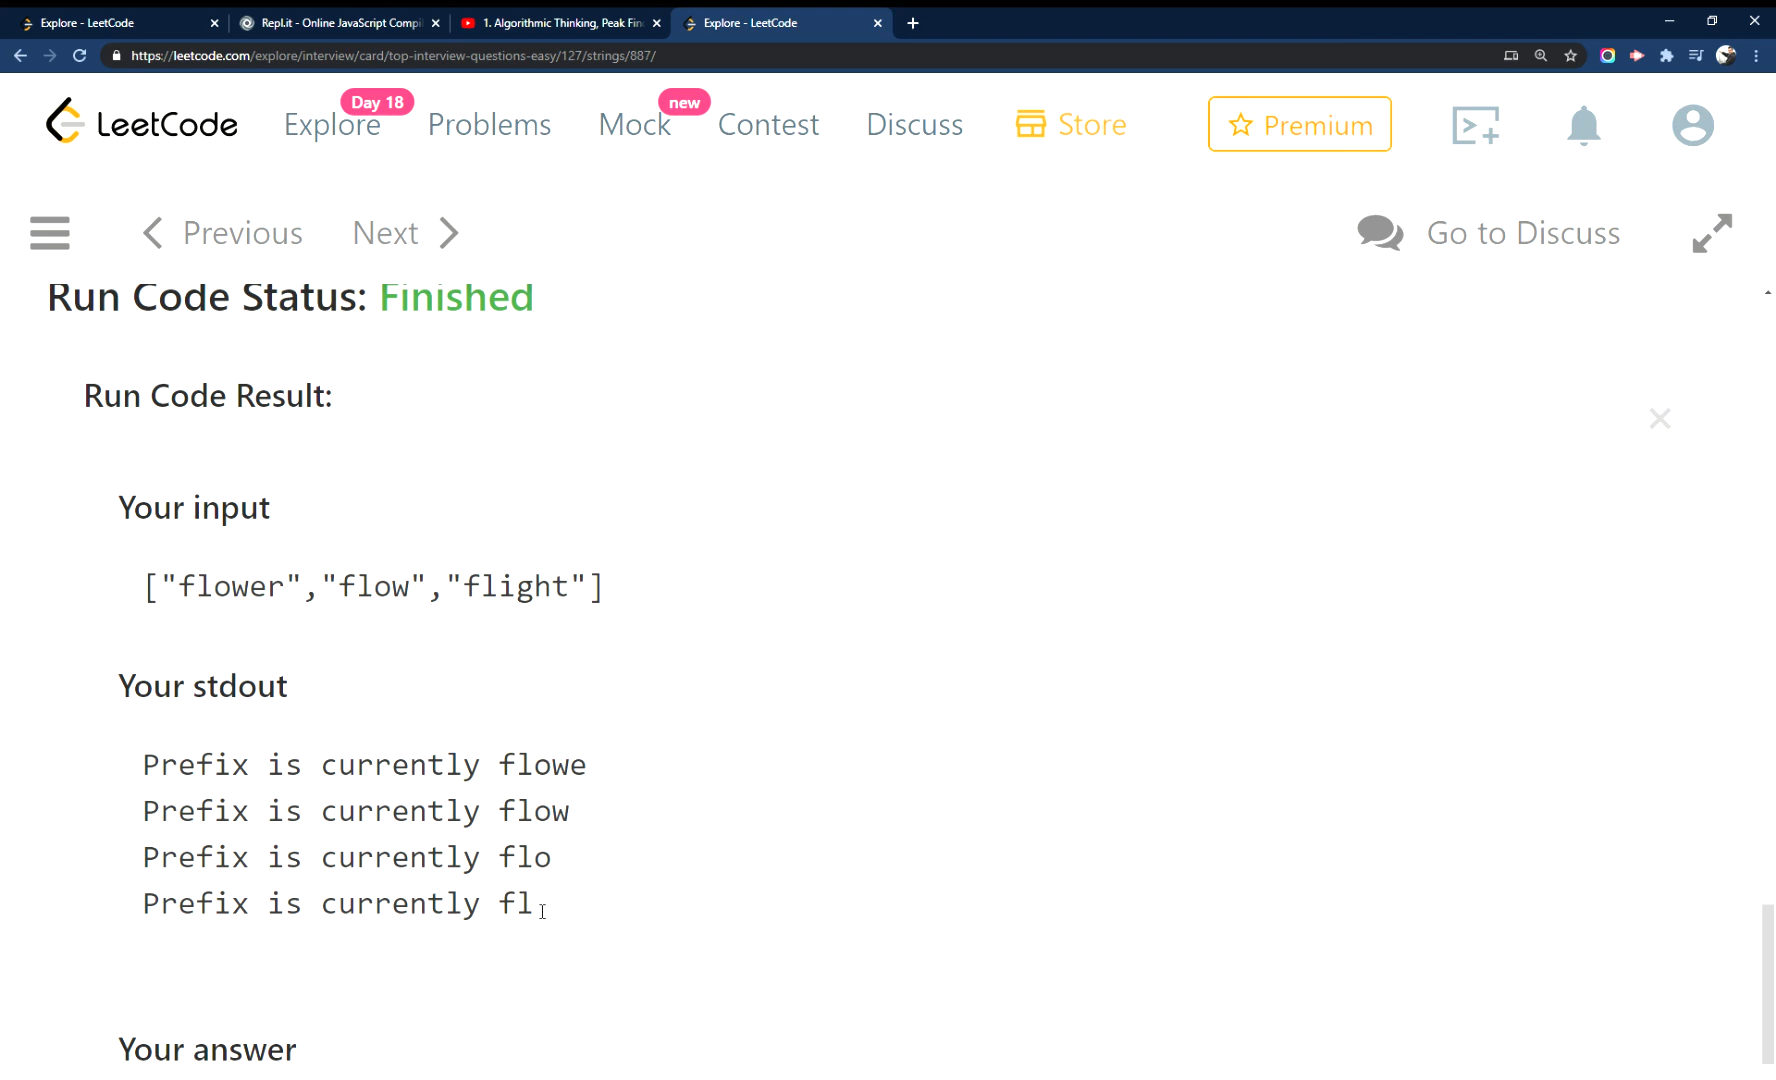 Explore - LeetCode
Repl.it - Online JavaScript Compil
1. Algorithmic Thinking, Peak Fin
Explore - LeetCode
https://leetcode.com/explore/interview/card/top-interview-questions-easy/127/strings/887/
LeetCode
Explore
Day 18
Problems
Mock
new
Contest
Discuss
Store
Premium
Previous
Next
Go to Discuss
Run Code Status: Finished
Run Code Result:
Your input
["flower","flow","flight"]
Your stdout
Prefix is currently flowe
Prefix is currently flow
Prefix is currently flo
Prefix is currently fl
Your answer